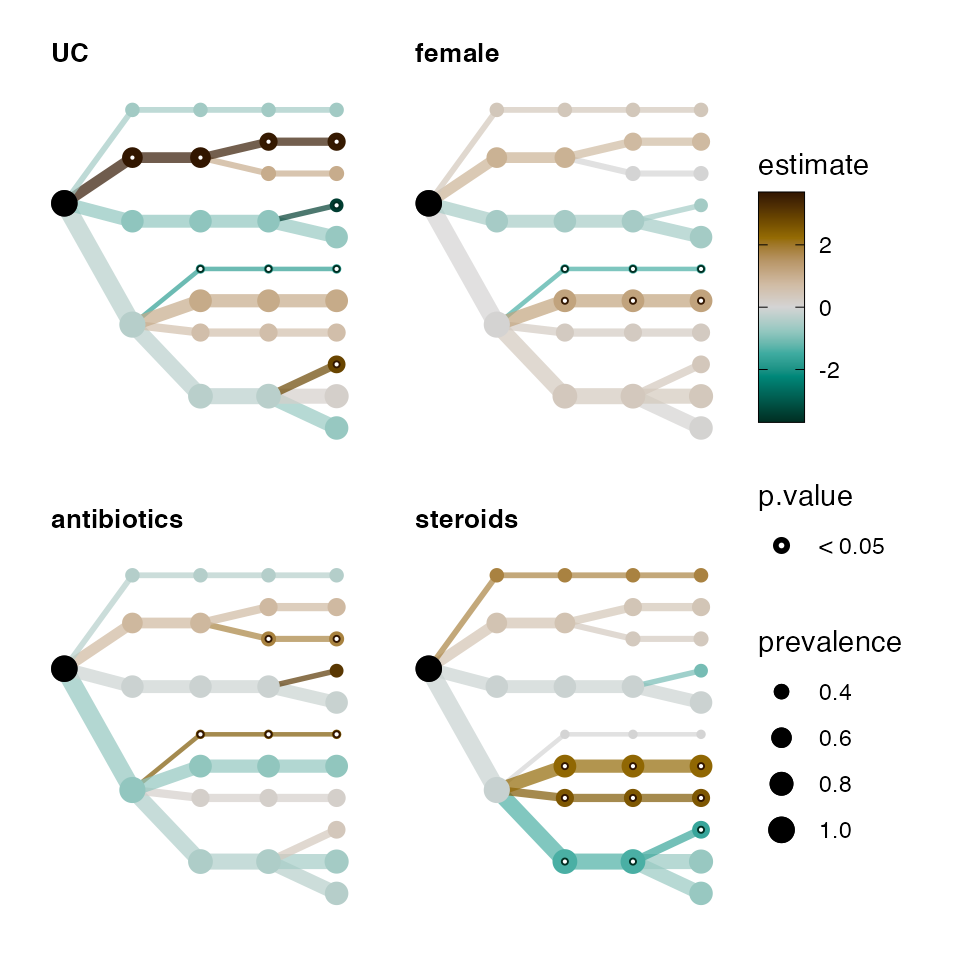 UC
female
estimate
2
0
-2
p.value
< 0.05
antibiotics
steroids
prevalence
0.4
0.6
0.8
1.0